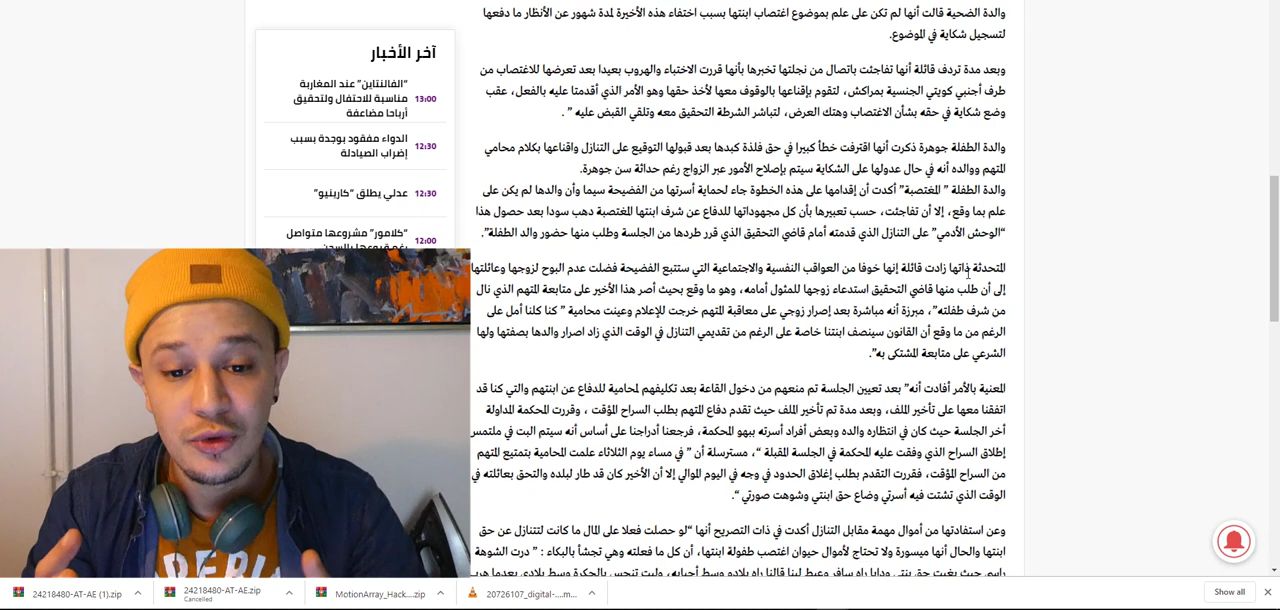 والدة الضحية قالت أنها لم تكن على علم بموضوع اغتصاب ابنتها بسبب اختفاء هذه الأخيرة لمدة شهور عن الأنظار ما دفعها
لتسجيل شكاية في الموضوع.
وبعد مدة تردف قائلة أنها تفاجئت باتصال من نجلتها تخبرها بأنها قررت الاختباء والهروب بعيدا بعد تعرضها للاغتصاب من
طرف أجنبي كويتي الجنسية بمراكش، لتقوم بإقناعها بالوقوف معها لأخذ حقها وهو الأمر الذي أقدمتا عليه بالفعل، عقب
وضع شكاية في حقه بشأن الاغتصاب وهتك العرض، لتباشر الشرطة التحقيق معه وتلقي القبض عليه ” .
والدة الطفلة جوهرة ذكرت أنها اقترفت خطأ كبيرا في حق فلذة كبدها بعد قبولها التوقيع على التنازل واقناعها بكلام محامي
المتهم ووالده أنه في حال عدولها على الشكاية سيتم بإصلاح الأمور عبر الزواج رغم حداثة سن جوهرة.
والدة الطفلة ” المغتصبة” أكدت أن إقدامها على هذه الخطوة جاء لحماية أسرتها من الفضيحة سيما وأن والدها لم يكن على
علم بما وقع، إلا أن تفاجئت، حسب تعبيرها بأن كل مجهوداتها للدفاع عن شرف ابنتها المغتصبة دهب سودا بعد حصول هذا
“الوحش الأدمي” على التنازل الذي قدمته أمام قاضي التحقيق الذي قرر طردها من الجلسة وطلب منها حضور والد الطفلة”.
المتحدثة ذاتها زادت قائلة إنها خوفا من العواقب النفسية والاجتماعية التي ستتبع الفضيحة فضلت عدم البوح لزوجها وعائلتها
إلى أن طلب منها قاضي التحقيق استدعاء زوجها للمثول أمامه، وهو ما وقع بحيث أصر هذا الأخير على متابعة المتهم الذي نال
من شرف طفلته”، مبرزة أنه مباشرة بعد إصرار زوجي على معاقبة المتهم خرجت للإعلام وعينت محامية ” كنا كلنا أمل على
الرغم من ما وقع أن القانون سينصف ابنتنا خاصة على الرغم من تقديمي التنازل في الوقت الذي زاد اصرار والدها بصفتها ولها
الشرعي على متابعة المشتكى به”.
المعنية بالأمر أفادت أنه” بعد تعيين الجلسة تم منعهم من دخول القاعة بعد تكليفهم لمحامية للدفاع عن ابنتهم والتي كنا قد
اتفقنا معها على تأخير الملف، وبعد مدة تم تأخير الملف حيث تقدم دفاع المتهم بطلب السراح المؤقت ، وقررت المحكمة المداولة
أخر الجلسة حيث كان في انتظاره والده وبعض أفراد أسرته ببهو المحكمة، فرجعنا أدراجنا على أساس أنه سيتم البت في ملتمس
إطلاق السراح الذي وفقت عليه المحكمة في الجلسة المقبلة “، مسترسلة أن ” في مساء يوم الثلاثاء علمت المحامية بتمتيع المتهم
من السراح المؤقت، فقررت التقدم بطلب إغلاق الحدود في وجه في اليوم الموالي إلا أن الأخير كان قد طار لبلده والتحق بعائلته في
الوقت الذي تشتت فيه أسرتي وضاع حق ابنتي وشوهت صورتي “.
وعن استفادتها من أموال مهمة مقابل التنازل أكدت في ذات التصريح أنها “لو حصلت فعلا على المال ما كانت لتتنازل عن حق
ابنتها والحال أنها ميسورة ولا تحتاج لأموال حيوان اغتصب طفولة ابنتها، أن كل ما فعلته وهي تجشأ بالبكاء : ” درت الشوهة
آخر الأخبار
“الفالنتاين” عند المغاربة
مناسبة للاحتفال ولتحقيق
أرباحا مضاعفة
13:00
الدواء مفقود بوجدة بسبب
إضراب الصيادلة
12:30
عدلي يطلق “كارينيو”
12:30
“كلامور” مشروعها متواصل
12:00
24218480-AT-AE (1).zip
24218480-AT-AE.zip
Cancelled
MotionArray_Hack....zip
20726107_digital-....m...
Show all